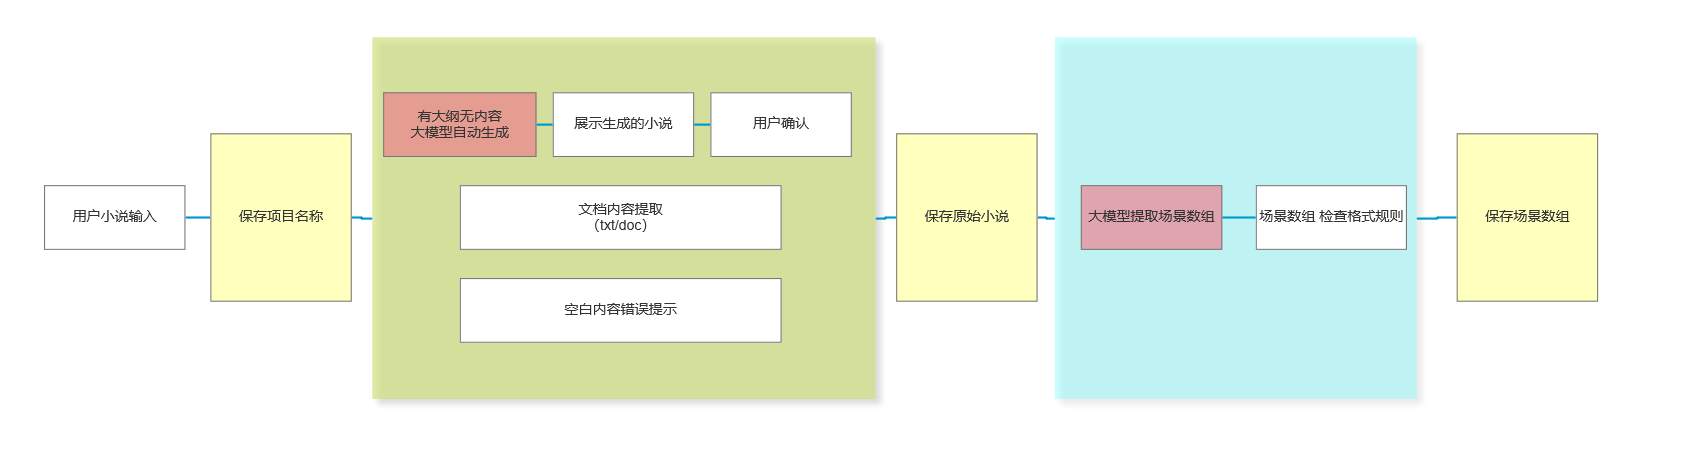 用户小说输入
保存项目名称
有大纲无内容
大模型自动生成
展示生成的小说
用户确认
文档内容提取
（txt/doc）
空白内容错误提示
保存原始小说
大模型提取场景数组
场景数组 检查格式规则
保存场景数组